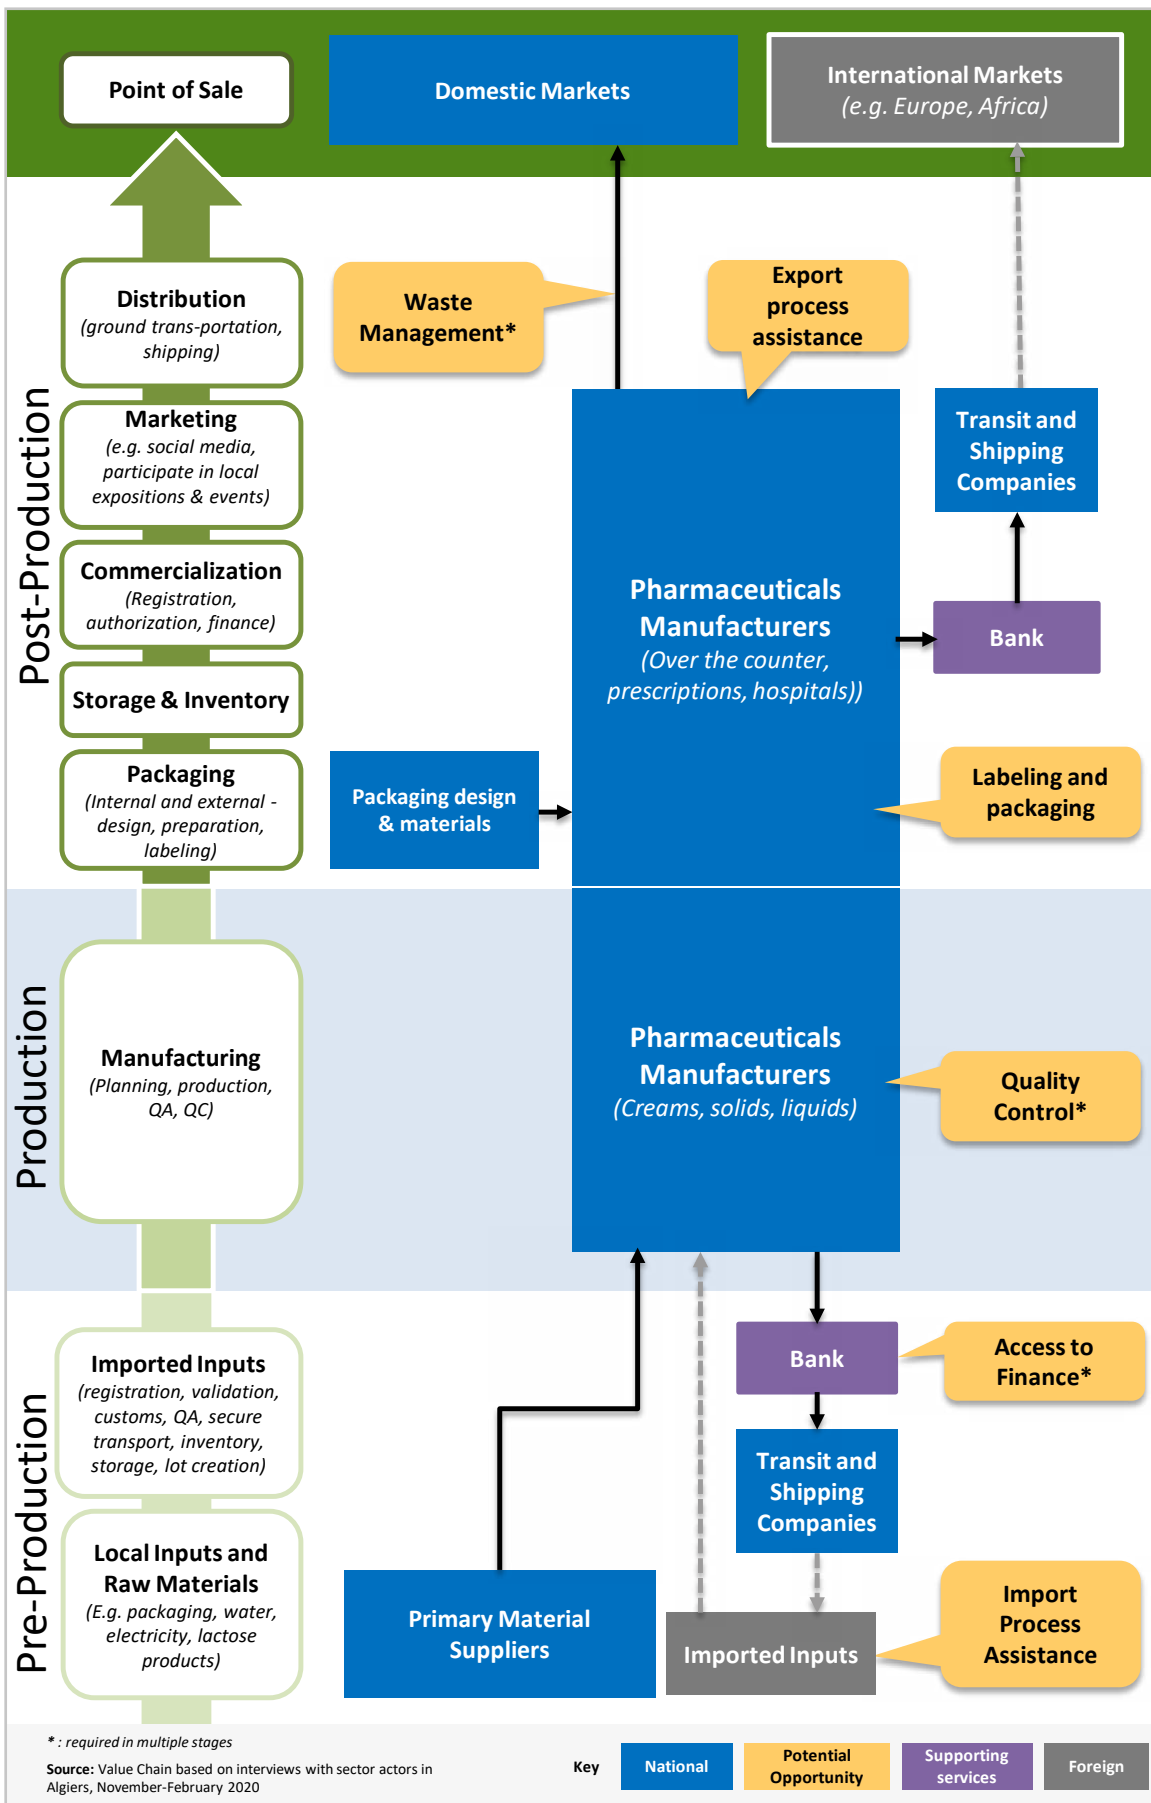 Point of Sale
Domestic Markets
International Markets
(e.g. Europe, Africa)
Post-Production
Distribution
(ground trans-portation,
shipping)
Waste
Management*
Export
process
assistance
Marketing
(e.g. social media,
participate in local
expositions & events)
Transit and
Shipping
Companies
Commercialization
(Registration,
authorization, finance)
Pharmaceuticals
Manufacturers
(Over the counter,
prescriptions, hospitals))
Bank
Storage & Inventory
Packaging
(Internal and external -
design, preparation,
labeling)
Packaging design
& materials
Labeling and
packaging
Production
Manufacturing
(Planning, production,
QA, QC)
Pharmaceuticals
Manufacturers
(Creams, solids, liquids)
Quality
Control*
Pre-Production
Imported Inputs
(registration, validation,
customs, QA, secure
transport, inventory,
storage, lot creation)
Bank
Access to
Finance*
Transit and
Shipping
Companies
Local Inputs and
Raw Materials
(E.g. packaging, water,
electricity, lactose
products)
Primary Material
Suppliers
Imported Inputs
Import
Process
Assistance
* : required in multiple stages
Source: Value Chain based on interviews with sector actors in
Algiers, November-February 2020
Key
National
Potential
Opportunity
Supporting
services
Foreign